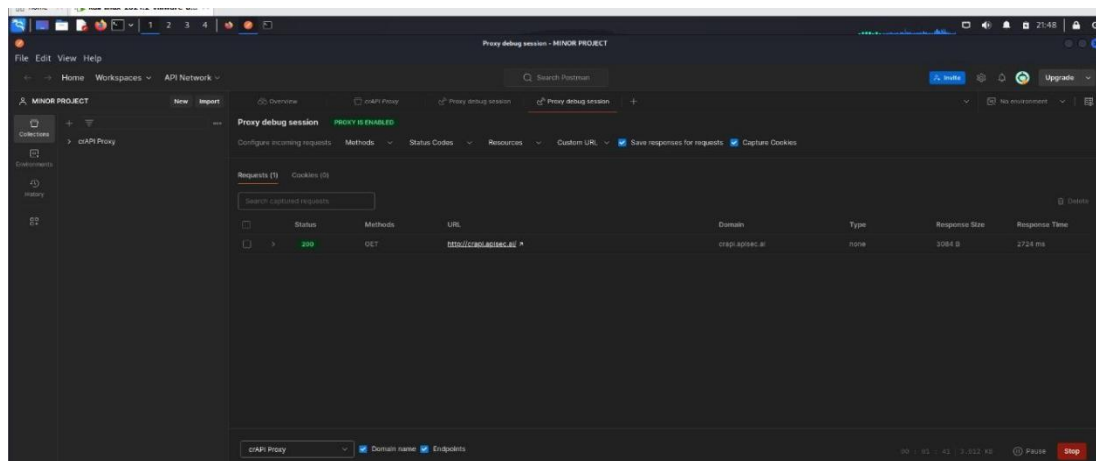 1 2 3 4 21:48
Proxy debug session - MINOR PROJECT
File Edit View Help
Home Workspaces API Network Search Postman Invite Upgrade
MINOR PROJECT New Import Overview crAPI Proxy Proxy debug session Proxy debug session + No environment
Collections Proxy debug session PROXY IS ENABLED
crAPI Proxy Configure incoming requests Methods Status Codes Resources Custom URL Save responses for requests Capture Cookies
Environments
History
Requests (1) Cookies (0)
Search captured requests Delete
Status Methods URL Domain Type Response Size Response Time
200 GET http://crapi.apisec.ai/ crapi.apisec.ai none 3084 B 2724 ms
crAPI Proxy Domain name Endpoints Pause Stop